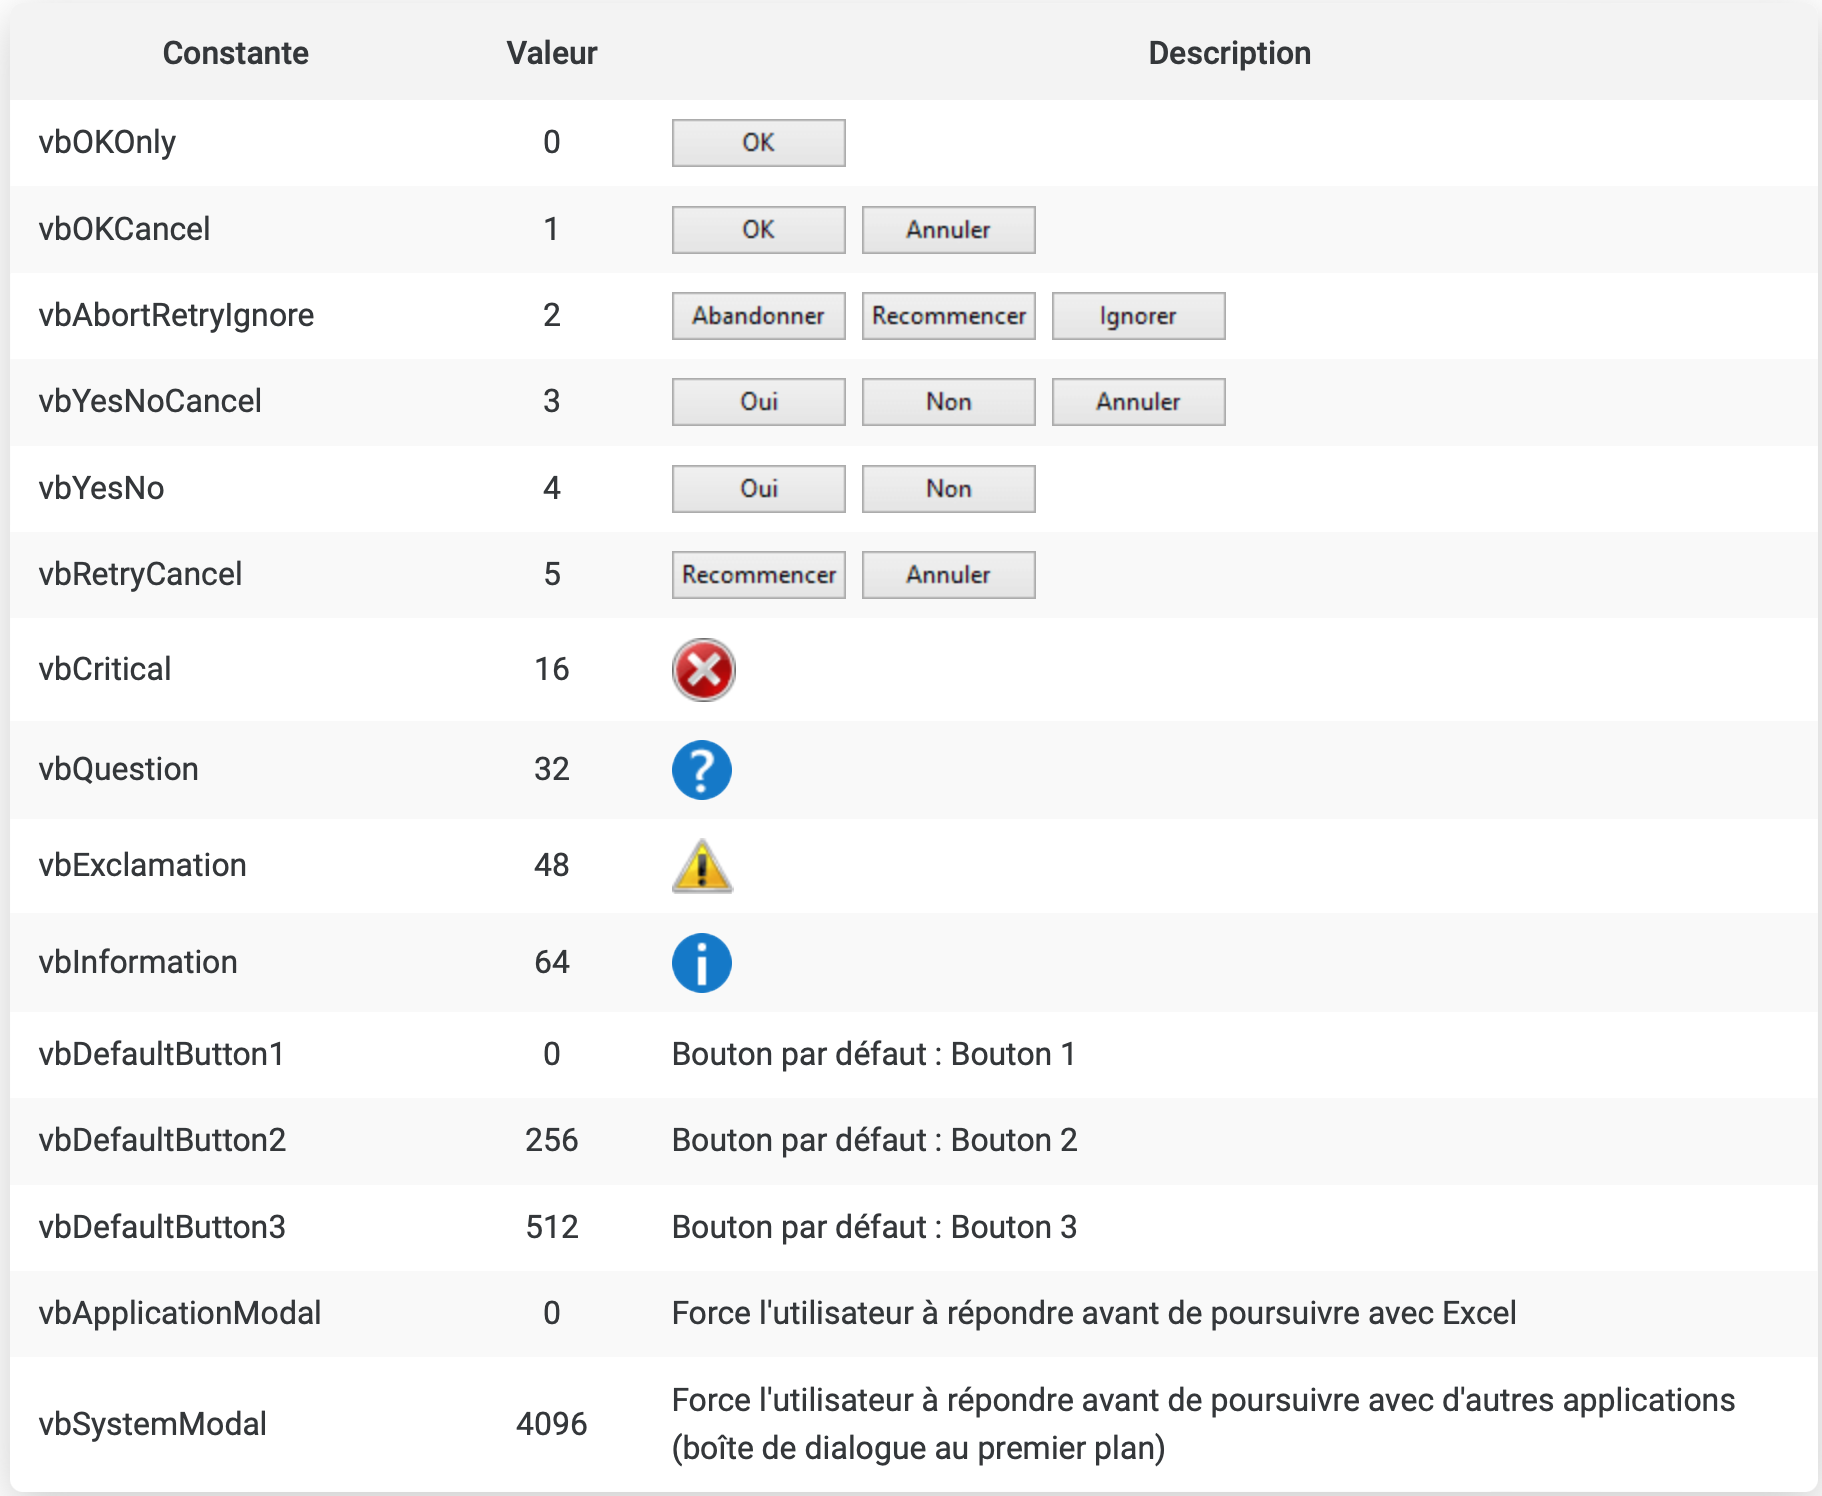 Constante Valeur Description
vbOKOnly 0 OK
vbOKCancel 1 OK Annuler
vbAbortRetryIgnore 2 Abandonner Recommencer Ignorer
vbYesNoCancel 3 Oui Non Annuler
vbYesNo 4 Oui Non
vbRetryCancel 5 Recommencer Annuler
vbCritical 16
vbQuestion 32 ?
vbExclamation 48 !
vbInformation 64 i
vbDefaultButton1 0 Bouton par défaut : Bouton 1
vbDefaultButton2 256 Bouton par défaut : Bouton 2
vbDefaultButton3 512 Bouton par défaut : Bouton 3
vbApplicationModal 0 Force l'utilisateur à répondre avant de poursuivre avec Excel
vbSystemModal 4096 Force l'utilisateur à répondre avant de poursuivre avec d'autres applications
(boîte de dialogue au premier plan)